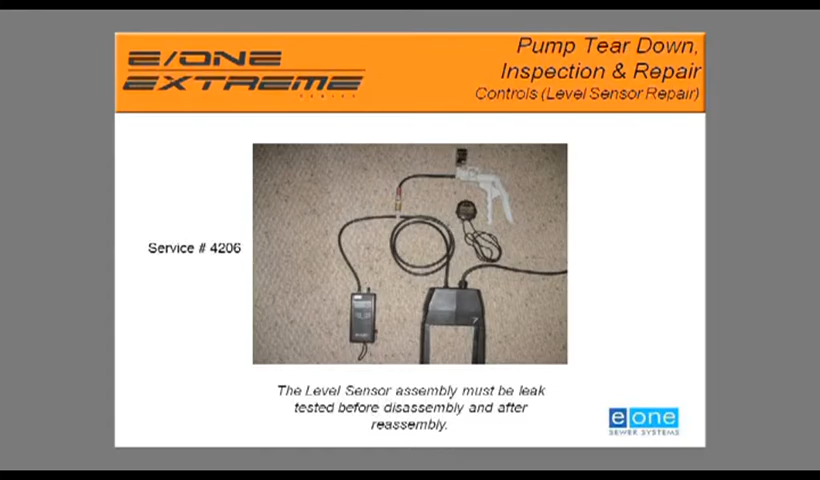 E/ONE
EXTREME
SERIES
Pump Tear Down,
Inspection & Repair
Controls (Level Sensor Repair)
Service # 4206
The Level Sensor assembly must be leak
tested before disassembly and after
reassembly.
e one
SEWER SYSTEMS